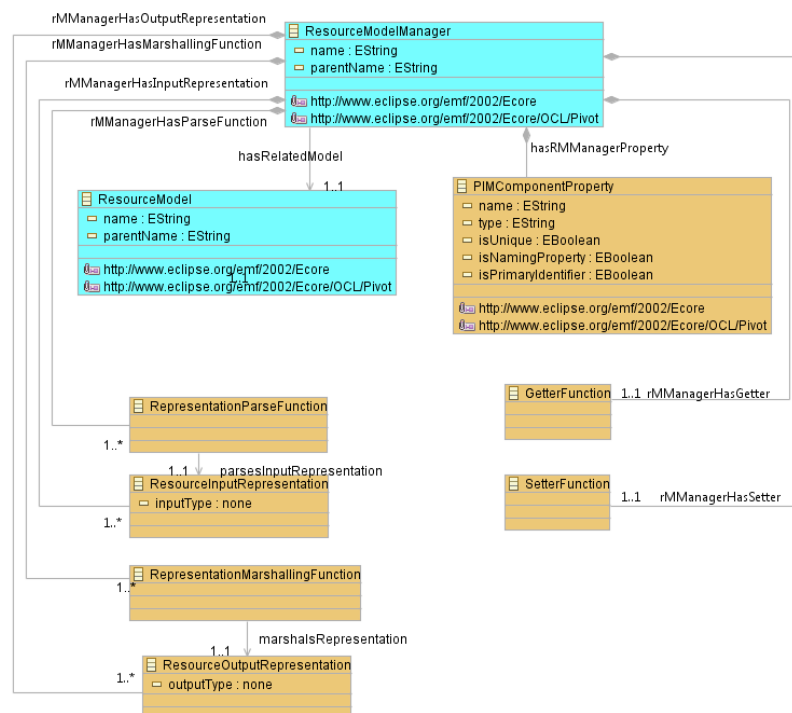 rMManagerHasOutputRepresentation
ResourceModelManager
name : EString
parentName : EString
rMManagerHasMarshallingFunction
rMManagerHasInputRepresentation
rMManagerHasParseFunction
http://www.eclipse.org/emf/2002/Ecore
http://www.eclipse.org/emf/2002/Ecore/OCL/Pivot
hasRelatedModel
1..1
hasRMManagerProperty
ResourceModel
name : EString
parentName : EString
http://www.eclipse.org/emf/2002/Ecore
1..1
http://www.eclipse.org/emf/2002/Ecore/OCL/Pivot
PIMComponentProperty
name : EString
type : EString
isUnique : EBoolean
isNamingProperty : EBoolean
isPrimaryIdentifier : EBoolean
http://www.eclipse.org/emf/2002/Ecore
http://www.eclipse.org/emf/2002/Ecore/OCL/Pivot
GetterFunction
1..1 rMManagerHasGetter
RepresentationParseFunction
1..*
1..1 parsesInputRepresentation
ResourceInputRepresentation
inputType : none
1..*
SetterFunction
1..1 rMManagerHasSetter
RepresentationMarshallingFunction
1..*
marshalsRepresentation
1..1
ResourceOutputRepresentation
1..*
outputType : none